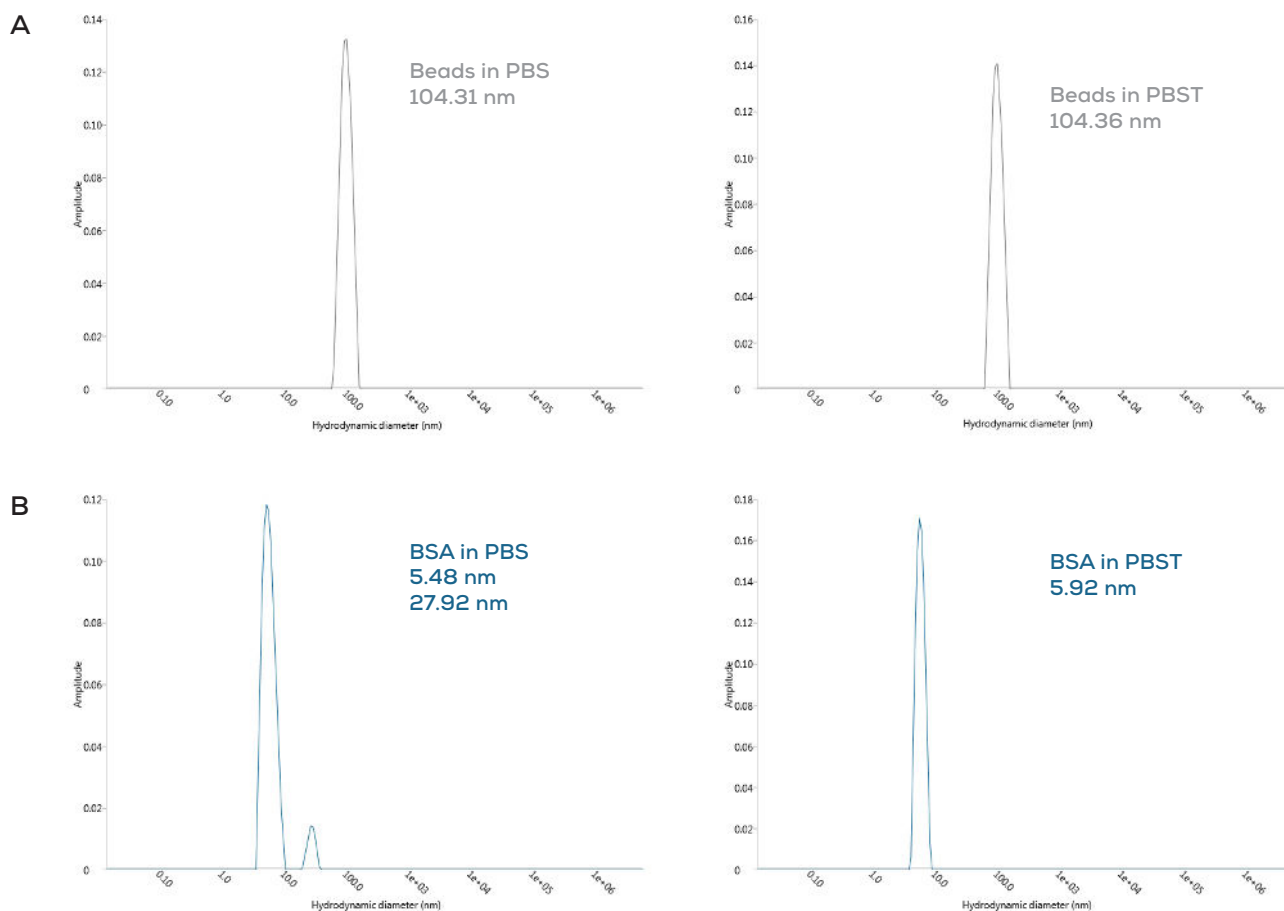 A
0.14
0.12
0.10
0.08
0.06
0.04
0.02
0
Amplitude
Beads in PBS
104.31 nm
0.10
1.0
10.0
100.0
1e+03
1e+04
1e+05
1e+06
Hydrodynamic diameter (nm)
0.16
0.14
0.12
0.10
0.08
0.06
0.04
0.02
0
Amplitude
Beads in PBST
104.36 nm
0.10
1.0
10.0
100.0
1e+03
1e+04
1e+05
1e+06
Hydrodynamic diameter (nm)
B
0.12
0.10
0.08
0.06
0.04
0.02
0
Amplitude
BSA in PBS
5.48 nm
27.92 nm
0.10
1.0
10.0
100.0
1e+03
1e+04
1e+05
1e+06
Hydrodynamic diameter (nm)
0.18
0.16
0.14
0.12
0.10
0.08
0.06
0.04
0.02
0
Amplitude
BSA in PBST
5.92 nm
0.10
1.0
10.0
100.0
1e+03
1e+04
1e+05
1e+06
Hydrodynamic diameter (nm)